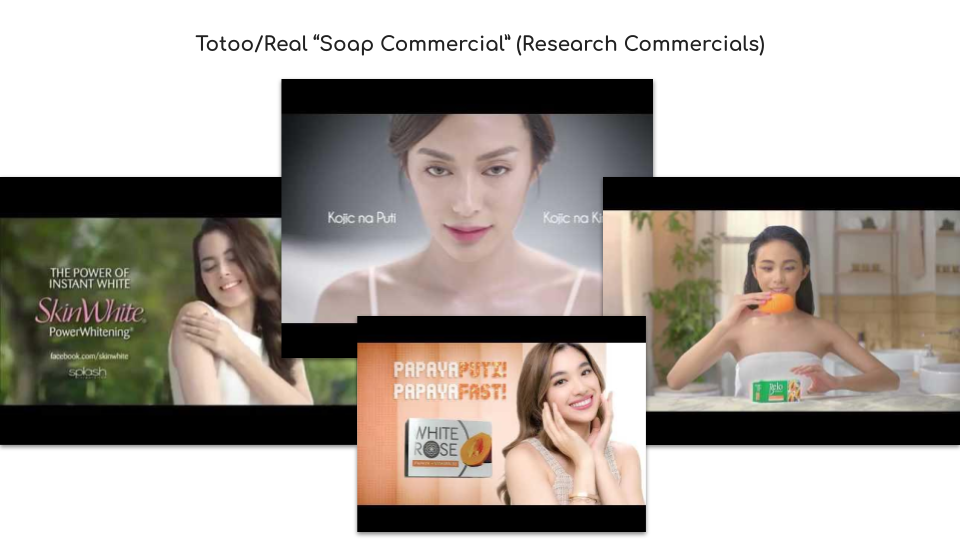 Totoo/Real “Soap Commercial” (Research Commercials)
Kojic na Puti
Kojic na
THE POWER OF
INSTANT WHITE
SkinWhite
PowerWhitening
facebook.com/skinwhite
splash
PAPAYAPUTI!
PAPAYAFAST!
WHITE
ROSE
Belo